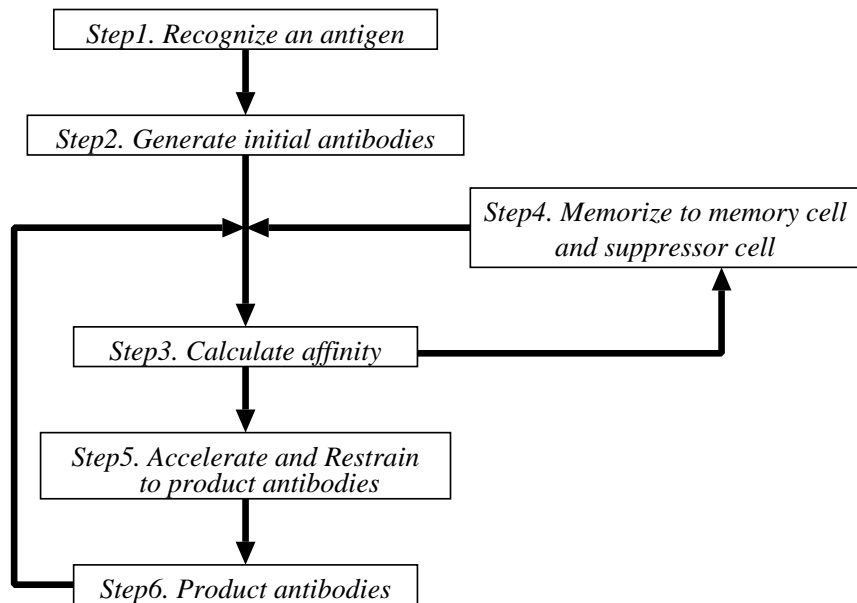 Step1. Recognize an antigen
Step2. Generate initial antibodies
Step4. Memorize to memory cell
and suppressor cell
Step3. Calculate affinity
Step5. Accelerate and Restrain
to product antibodies
Step6. Product antibodies